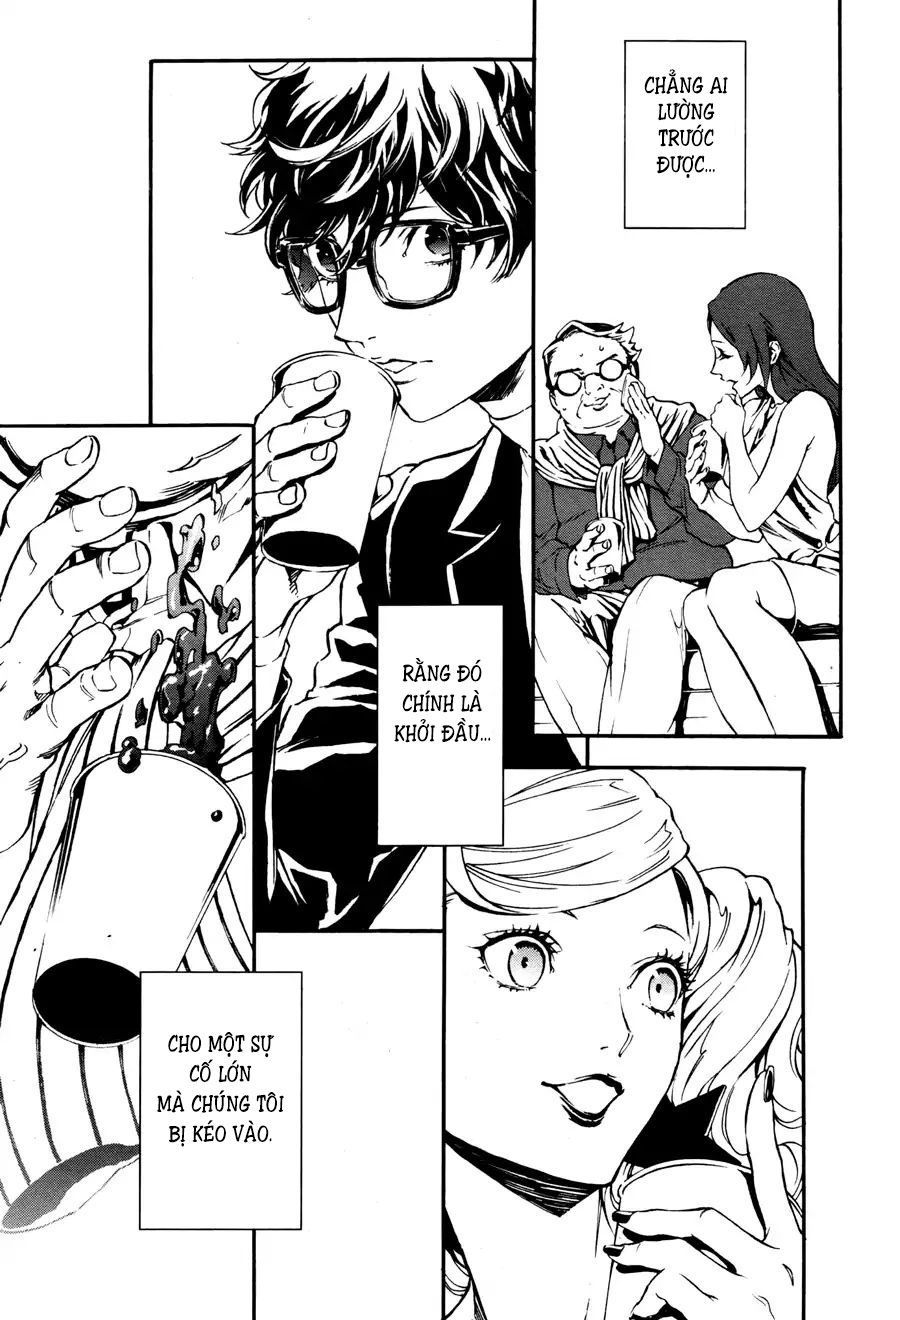 CHẲNG AI
LƯỜNG
TRƯỚC
ĐƯỢC...
RẰNG ĐÓ
CHÍNH LÀ
KHỞI ĐẦU...
CHO MỘT SỰ
CỐ LỚN
MÀ CHÚNG TÔI
BỊ KÉO VÀO.